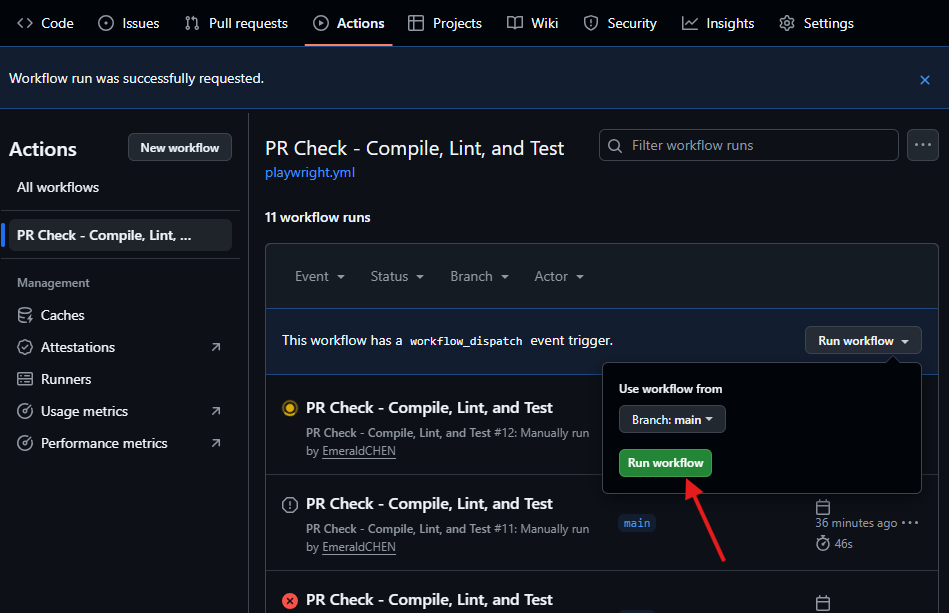 Code Issues Pull requests Actions Projects Wiki Security Insights Settings
Workflow run was successfully requested.
Actions
New workflow
All workflows
PR Check - Compile, Lint, ...
Management
Caches
Attestations
Runners
Usage metrics
Performance metrics
PR Check - Compile, Lint, and Test
playwright.yml
Filter workflow runs
11 workflow runs
Event Status Branch Actor
This workflow has a workflow_dispatch event trigger.
Run workflow
Use workflow from
Branch: main
Run workflow
PR Check - Compile, Lint, and Test
PR Check - Compile, Lint, and Test #12: Manually run
by EmeraldCHEN
PR Check - Compile, Lint, and Test
PR Check - Compile, Lint, and Test #11: Manually run
by EmeraldCHEN
main
36 minutes ago
46s
PR Check - Compile, Lint, and Test